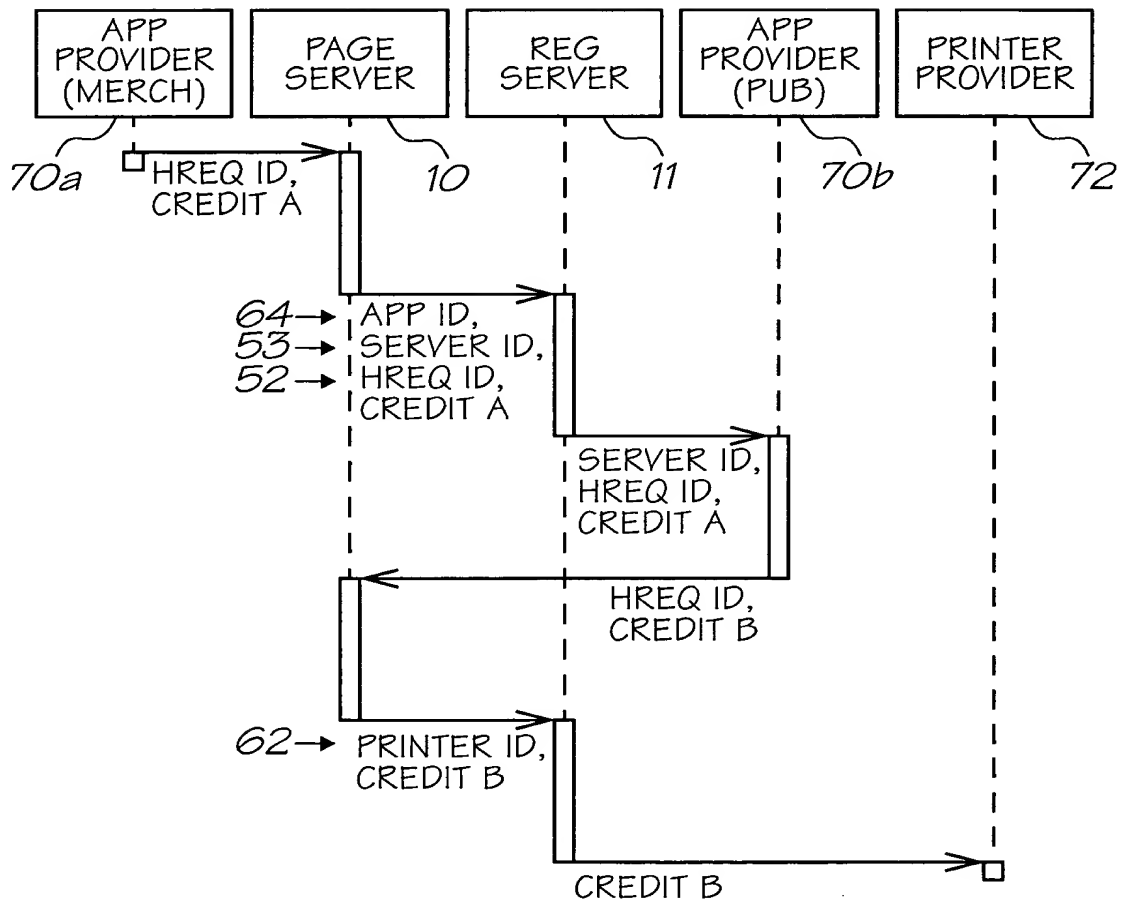 APP
PROVIDER
(MERCH)
PAGE
SERVER
REG
SERVER
APP
PROVIDER
(PUB)
PRINTER
PROVIDER
70a
10
11
70b
72
HREQ ID,
CREDIT A
64
APP ID,
53
SERVER ID,
52
HREQ ID,
CREDIT A
SERVER ID,
HREQ ID,
CREDIT A
HREQ ID,
CREDIT B
62
PRINTER ID,
CREDIT B
CREDIT B